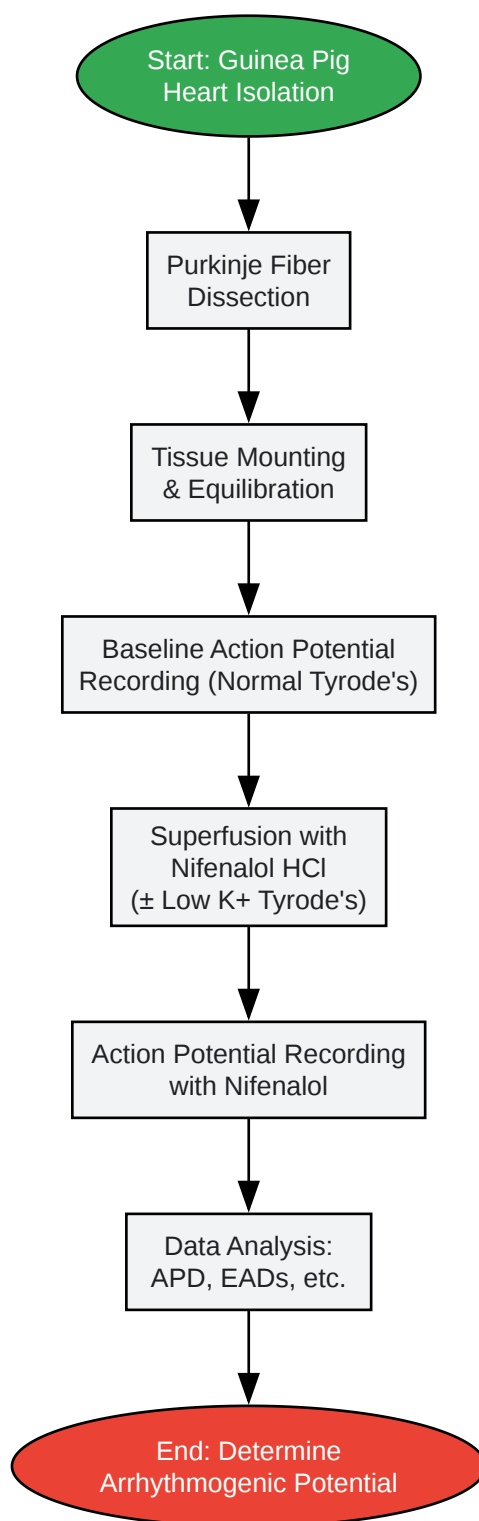 Start: Guinea Pig
Heart Isolation
Purkinje Fiber
Dissection
Tissue Mounting
& Equilibration
Baseline Action Potential
Recording (Normal Tyrode's)
Superfusion with
Nifenalol HCl
(± Low K+ Tyrode's)
Action Potential Recording
with Nifenalol
Data Analysis:
APD, EADs, etc.
End: Determine
Arrhythmogenic Potential